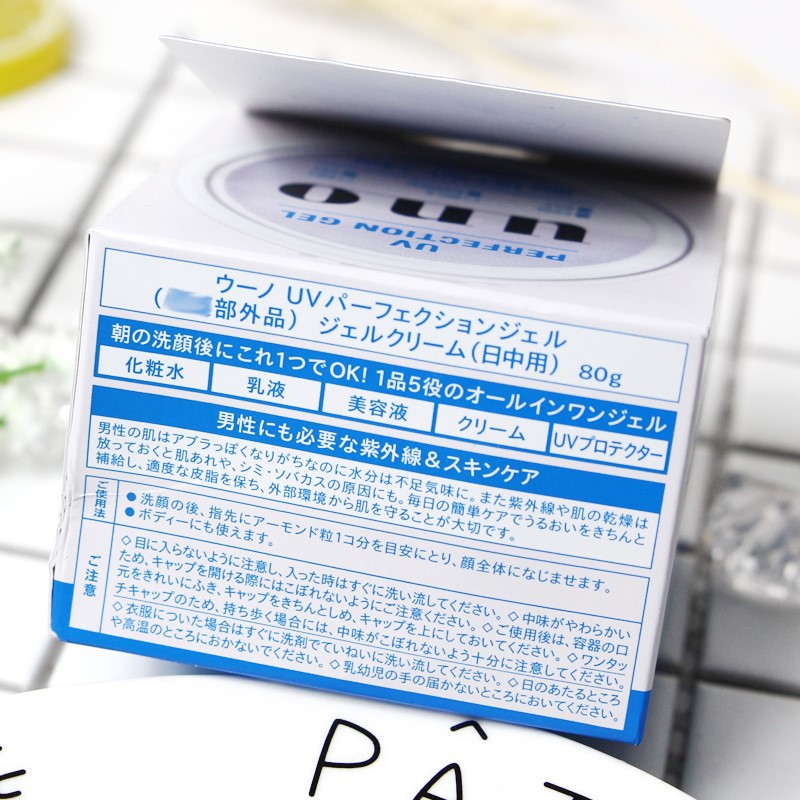 uno
UV
PERFECTION GEL
ウーノ UVパーフェクションジェル
(部外品) ジェルクリーム(日中用) 80g
朝の洗顔後にこれ1つでOK! 1品5役のオールインワンジェル
化粧水 乳液 美容液 クリーム UVプロテクター
男性にも必要な紫外線&スキンケア
男性の肌はアブラっぽくなりがちなのに水分は不足気味に。また紫外線や肌の乾燥は
放っておくと肌あれや、シミ・ソバカスの原因にも。毎日の簡単ケアでうるおいをきちんと
補給し、適度な皮脂を保ち、外部環境から肌を守ることが大切です。
ご使用法
●洗顔の後、指先にアーモンド粒1コ分を目安にとり、顔全体になじませます。
●ボディーにも使えます。
ご注意
◇目に入らないように注意し、入った時はすぐに洗い流してください。◇中味がやわらかい
ため、キャップを開ける際にはこぼれないようにご注意ください。◇ご使用後は、容器の口
元をきれいにふき、キャップをきちんとしめ、キャップを上にしておいてください。◇ワンタッ
チキャップのため、持ち歩く場合には、中味がこぼれないよう十分に注意してください。
◇衣服についた場合はすぐに洗剤でていねいに洗い流してください。◇日のあたるところ
や高温のところにおかないでください。◇乳幼児の手の届かないところにおいてください。
PÂT